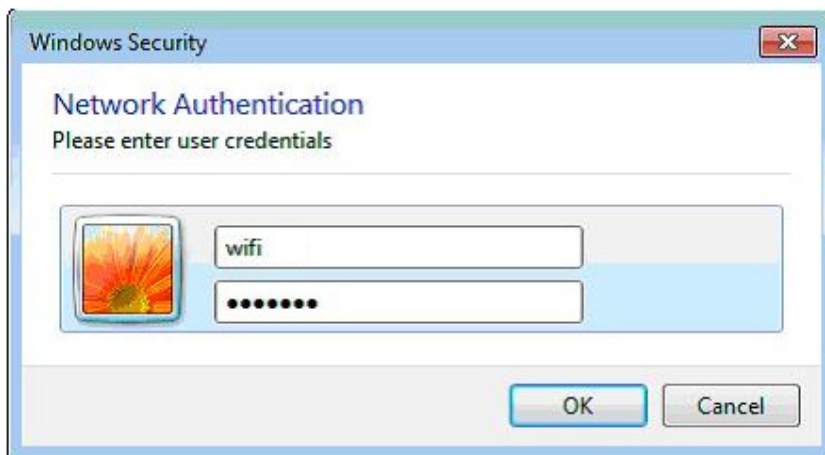 Windows Security
Network Authentication
Please enter user credentials
wifi
●●●●●●●
OK Cancel